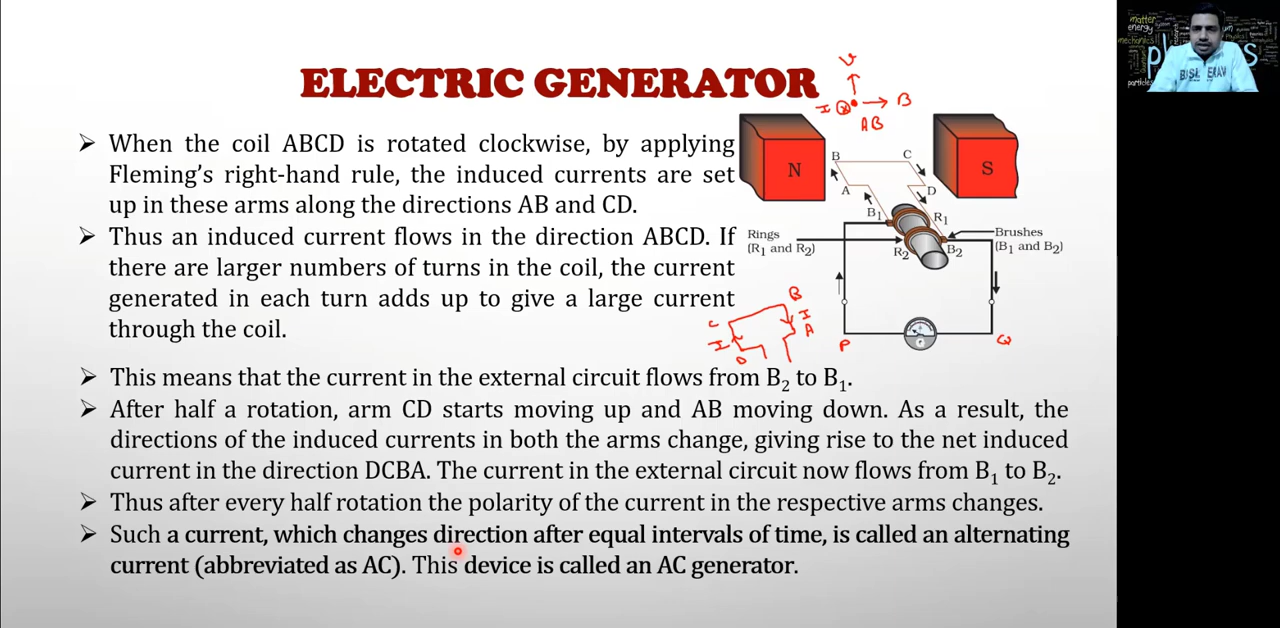 ELECTRIC GENERATOR
➢ When the coil ABCD is rotated clockwise, by applying
Fleming's right-hand rule, the induced currents are set
up in these arms along the directions AB and CD.
➢ Thus an induced current flows in the direction ABCD. If
there are larger numbers of turns in the coil, the current
generated in each turn adds up to give a large current
through the coil.
➢ This means that the current in the external circuit flows from B₂ to B₁.
➢ After half a rotation, arm CD starts moving up and AB moving down. As a result, the
directions of the induced currents in both the arms change, giving rise to the net induced
current in the direction DCBA. The current in the external circuit now flows from B₁ to B₂.
➢ Thus after every half rotation the polarity of the current in the respective arms changes.
➢ Such a current, which changes direction after equal intervals of time, is called an alternating
current (abbreviated as AC). This device is called an AC generator.
I B
AB
N
S
B C
A D
B₁ R₁
Rings
(R₁ and R₂)
R₂ B₂
Brushes
(B₁ and B₂)
P Q
B
C I
I A
D
matter
energy
mechanics
particles